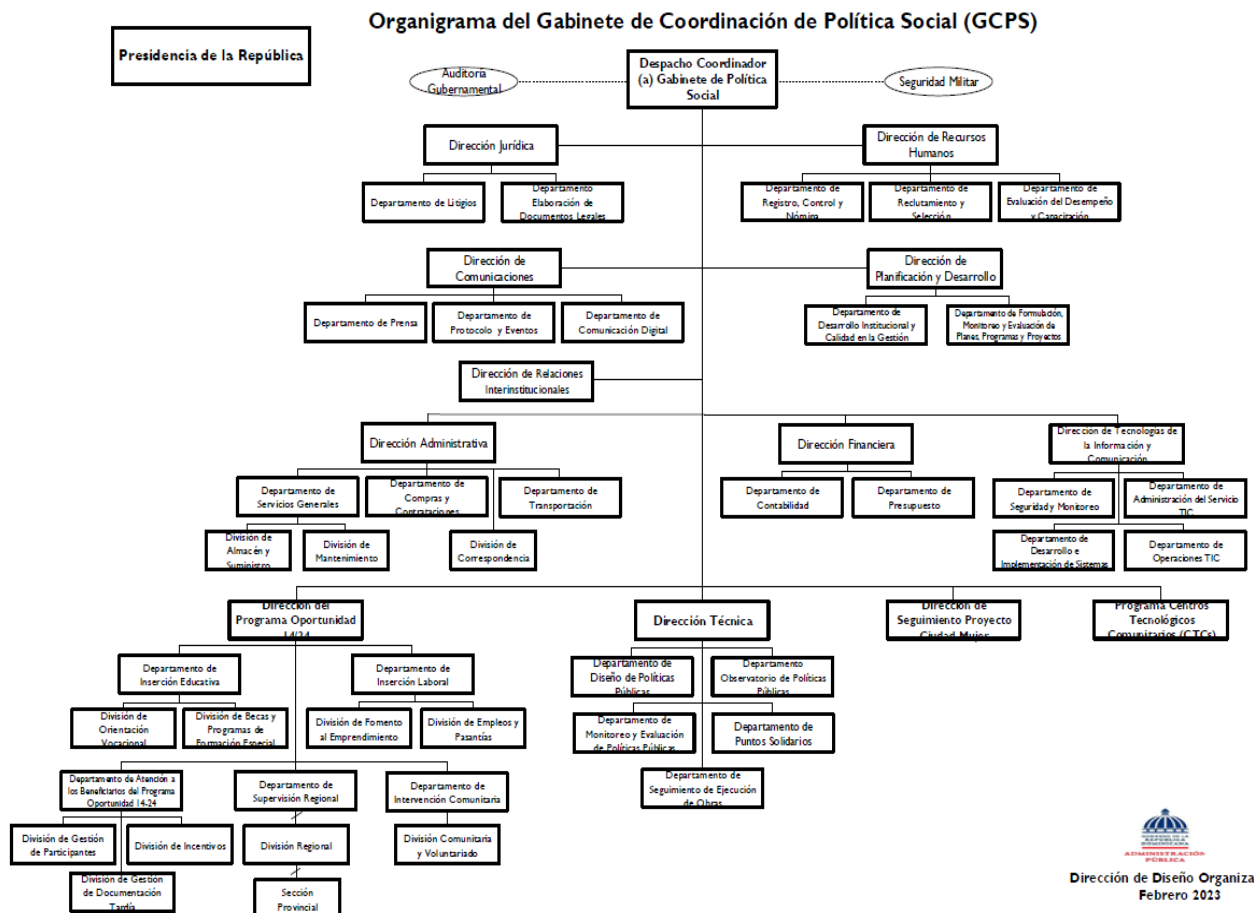 Organigrama del Gabinete de Coordinación de Política Social (GCPS)
Presidencia de la República
Despacho Coordinador
(a) Gabinete de Política
Social
Auditora
Gubernamental
Seguridad Militar
Dirección Jurídica
Dirección de Recursos
Humanos
Departamento de Litigios
Departamento
Elaboración de
Documentos Legales
Departamento de
Registro, Control y
Nómina
Departamento de
Reclutamiento y
Selección
Departamento de
Evaluación del Desempeño
y Capacitación
Dirección de
Comunicaciones
Dirección de
Planificación y Desarrollo
Departamento de Prensa
Departamento de
Protocolo y Eventos
Departamento de
Comunicación Digital
Departamento de
Desarrollo Institucional y
Calidad en la Gestión
Departamento de Formulación,
Monitoreo y Evaluación de
Planes, Programas y Proyectos
Dirección de Relaciones
Interinstitucionales
Dirección Administrativa
Dirección Financiera
Dirección de Tecnologías de
la Información y
Comunicación
Departamento de
Servicios Generales
Departamento de
Compras y
Contrataciones
Departamento de
Transportación
Departamento de
Contabilidad
Departamento de
Presupuesto
Departamento de
Seguridad y Monitoreo
Departamento de
Administración del Servicio
TIC
División de
Almacén y
Suministro
División de
Mantenimiento
División de
Correspondencia
Departamento de
Desarrollo e
Implementación de Sistemas
Departamento de
Operaciones TIC
Dirección del
Programa Oportunidad
14/24
Dirección Técnica
Dirección de
Seguimiento Proyecto
Ciudad Mujer
Programa Centros
Tecnológicos
Comunitarios (CTCs)
Departamento de
Inserción Educativa
Departamento de
Inserción Laboral
Departamento de
Diseño de Políticas
Públicas
Departamento
Observatorio de Políticas
Públicas
División de
Orientación
Vocacional
División de Becas y
Programas de
Formación Especial
División de Fomento
al Emprendimiento
División de Empleos y
Pasantías
Departamento de
Monitoreo y Evaluación
de Políticas Públicas
Departamento de
Puntos Solidarios
Departamento de Atención a
los Beneficiarios del Programa
Oportunidad 14-24
Departamento de
Supervisión Regional
Departamento de
Intervención Comunitaria
Departamento de
Seguimiento de Ejecución
de Obras
División de Gestión
de Participantes
División de Incentivos
División Regional
División Comunitaria
y Voluntariado
División de Gestión
de Documentación
Tardía
Sección
Provincial
GOBIERNO DE LA
REPÚBLICA
DOMINICANA
ADMINISTRACIÓN
PÚBLICA
Dirección de Diseño Organiza
Febrero 2023